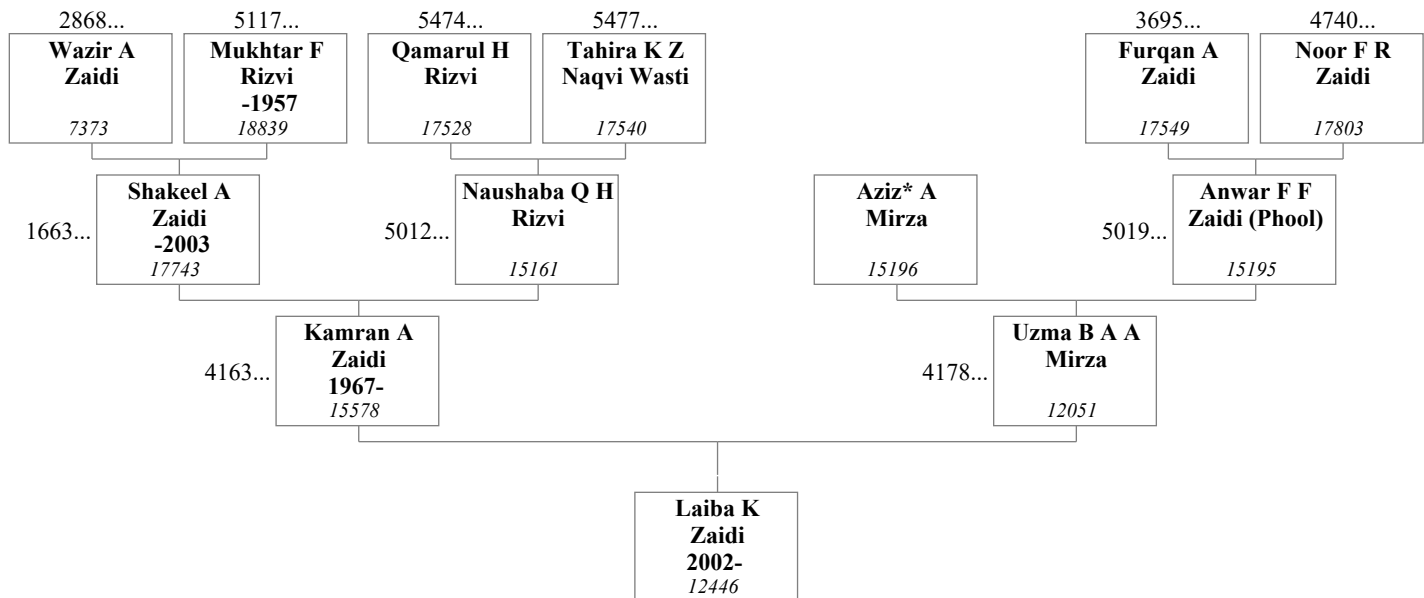 2868...
5117...
5474...
5477...
3695...
4740...
Wazir A
Zaidi
7373
Mukhtar F
Rizvi
-1957
18839
Qamarul H
Rizvi
17528
Tahira K Z
Naqvi Wasti
17540
Furqan A
Zaidi
17549
Noor F R
Zaidi
17803
1663...
Shakeel A
Zaidi
-2003
17743
5012...
Naushaba Q H
Rizvi
15161
Aziz* A
Mirza
15196
5019...
Anwar F F
Zaidi (Phool)
15195
4163...
Kamran A
Zaidi
1967-
15578
4178...
Uzma B A A
Mirza
12051
Laiba K
Zaidi
2002-
12446